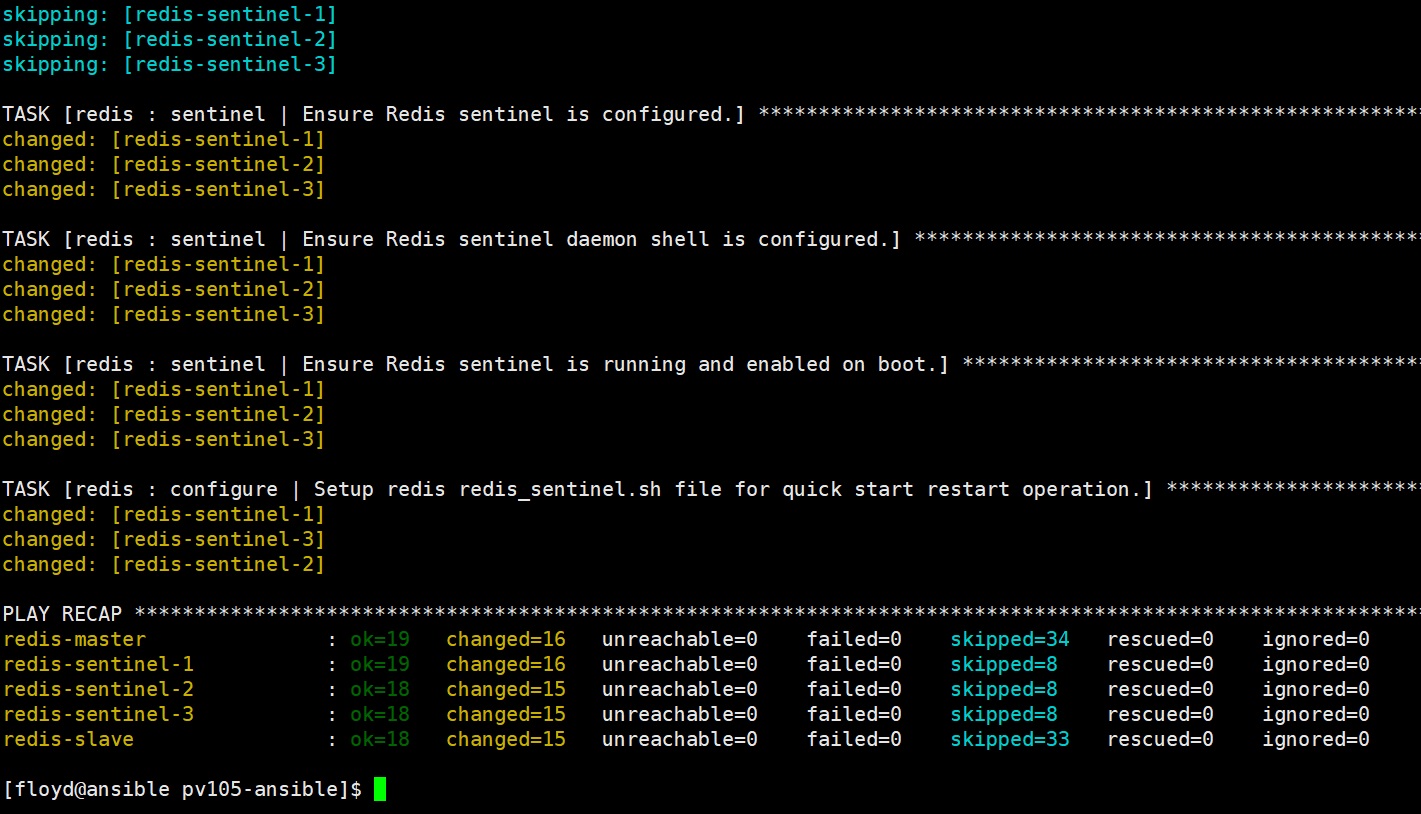 skipping: [redis-sentinel-1]
skipping: [redis-sentinel-2]
skipping: [redis-sentinel-3]
TASK [redis : sentinel | Ensure Redis sentinel is configured.] *******************************************************
changed: [redis-sentinel-1]
changed: [redis-sentinel-2]
changed: [redis-sentinel-3]
TASK [redis : sentinel | Ensure Redis sentinel daemon shell is configured.] ******************************************
changed: [redis-sentinel-1]
changed: [redis-sentinel-2]
changed: [redis-sentinel-3]
TASK [redis : sentinel | Ensure Redis sentinel is running and enabled on boot.] **************************************
changed: [redis-sentinel-1]
changed: [redis-sentinel-2]
changed: [redis-sentinel-3]
TASK [redis : configure | Setup redis redis_sentinel.sh file for quick start restart operation.] *********************
changed: [redis-sentinel-1]
changed: [redis-sentinel-3]
changed: [redis-sentinel-2]
PLAY RECAP ***********************************************************************************************************
redis-master               : ok=19   changed=16   unreachable=0    failed=0    skipped=34   rescued=0    ignored=0
redis-sentinel-1           : ok=19   changed=16   unreachable=0    failed=0    skipped=8    rescued=0    ignored=0
redis-sentinel-2           : ok=18   changed=15   unreachable=0    failed=0    skipped=8    rescued=0    ignored=0
redis-sentinel-3           : ok=18   changed=15   unreachable=0    failed=0    skipped=8    rescued=0    ignored=0
redis-slave                : ok=18   changed=15   unreachable=0    failed=0    skipped=33   rescued=0    ignored=0
[floyd@ansible pv105-ansible]$